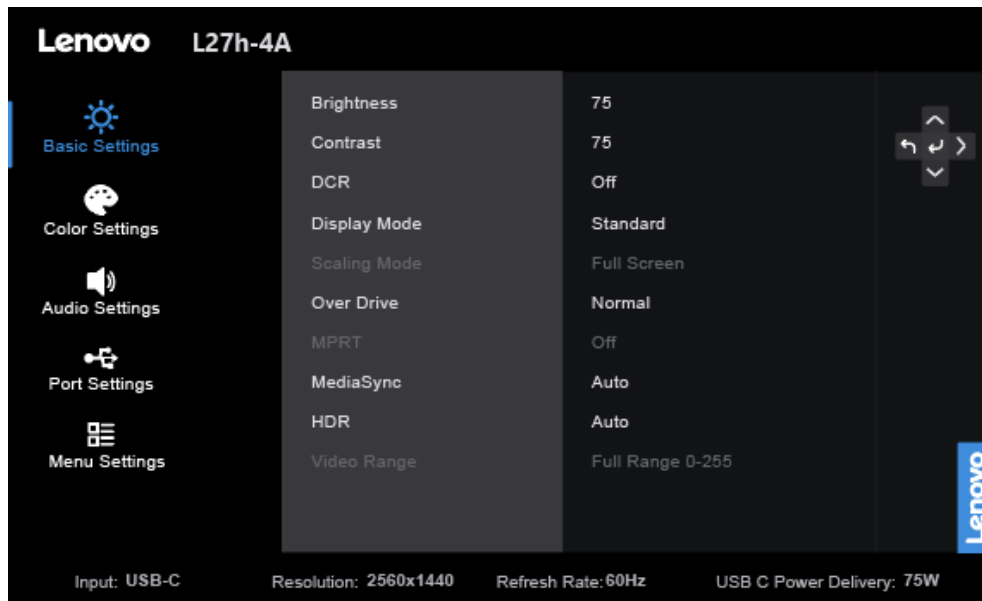 Lenovo L27h-4A
Basic Settings
Color Settings
Audio Settings
Port Settings
Menu Settings
Brightness 75
Contrast 75
DCR Off
Display Mode Standard
Scaling Mode Full Screen
Over Drive Normal
MPRT Off
MediaSync Auto
HDR Auto
Video Range Full Range 0-255
Lenovo
Input: USB-C Resolution: 2560x1440 Refresh Rate:60Hz USB C Power Delivery: 75W